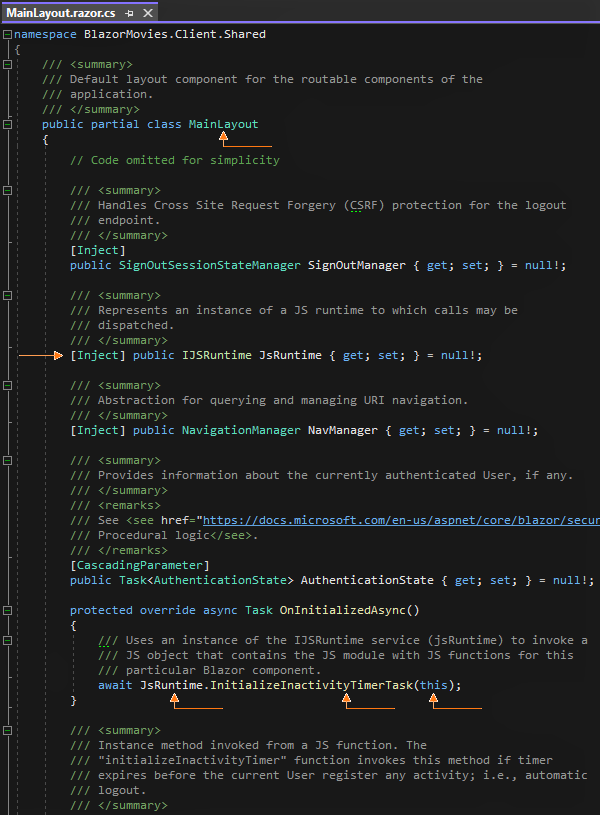 MainLayout.razor.cs
namespace BlazorMovies.Client.Shared
{
/// <summary>
/// Default layout component for the routable components of the
/// application.
/// </summary>
public partial class MainLayout
{
// Code omitted for simplicity
/// <summary>
/// Handles Cross Site Request Forgery (CSRF) protection for the logout
/// endpoint.
/// </summary>
[Inject]
public SignOutSessionStateManager SignOutManager { get; set; } = null!;
/// <summary>
/// Represents an instance of a JS runtime to which calls may be
/// dispatched.
/// </summary>
[Inject] public IJSRuntime JsRuntime { get; set; } = null!;
/// <summary>
/// Abstraction for querying and managing URI navigation.
/// </summary>
[Inject] public NavigationManager NavManager { get; set; } = null!;
/// <summary>
/// Provides information about the currently authenticated User, if any.
/// </summary>
/// <remarks>
/// See <see href="https://docs.microsoft.com/en-us/aspnet/core/blazor/secur
/// Procedural logic</see>.
/// </remarks>
[CascadingParameter]
public Task<AuthenticationState> AuthenticationState { get; set; } = null!;
protected override async Task OnInitializedAsync()
{
/// Uses an instance of the IJSRuntime service (jsRuntime) to invoke a
/// JS object that contains the JS module with JS functions for this
/// particular Blazor component.
await JsRuntime.InitializeInactivityTimerTask(this);
}
/// <summary>
/// Instance method invoked from a JS function. The
/// "initializeInactivityTimer" function invokes this method if timer
/// expires before the current User register any activity; i.e., automatic
/// logout.
/// </summary>